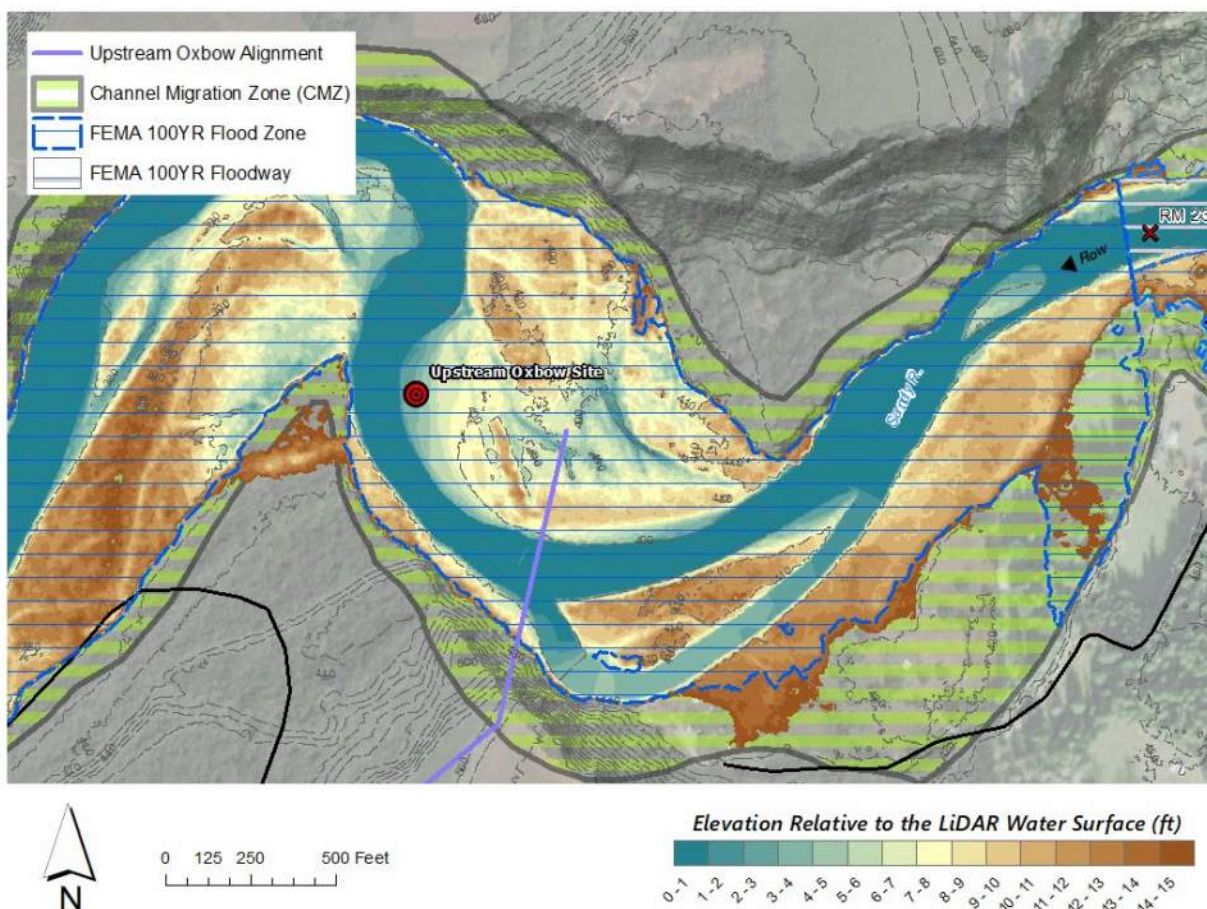 Upstream Oxbow Alignment
Channel Migration Zone (CMZ)
FEMA 100YR Flood Zone
FEMA 100YR Floodway
RM 23
Flow
Upstream Oxbow Site
Sandy R.
N
0 125 250 500 Feet
Elevation Relative to the LiDAR Water Surface (ft)
0 - 1
1 - 2
2 - 3
3 - 4
4 - 5
5 - 6
6 - 7
7 - 8
8 - 9
9 - 10
10 - 11
11 - 12
12 - 13
13 - 14
14 - 15